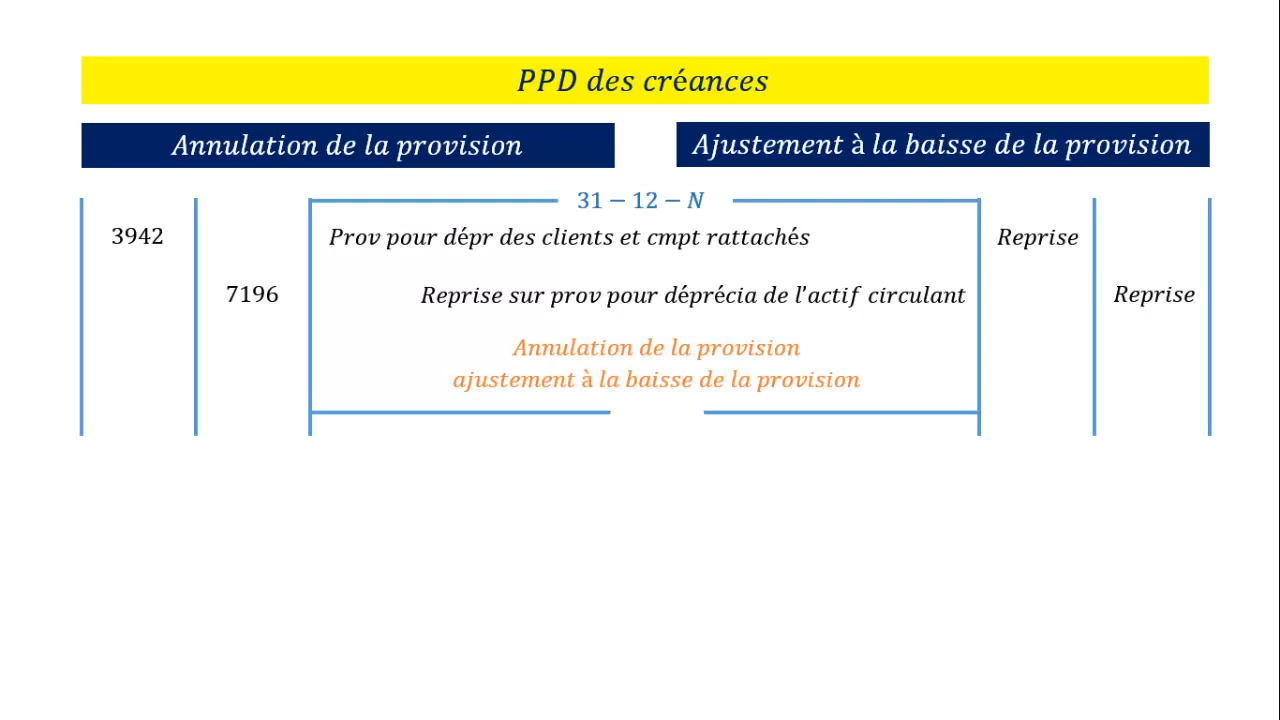 PPD des créances
Annulation de la provision
Ajustement à la baisse de la provision
31 − 12 − N
3942 Prov pour dépr des clients et cmpt rattachés Reprise
7196 Reprise sur prov pour déprécia de l'actif circulant Reprise
Annulation de la provision
ajustement à la baisse de la provision